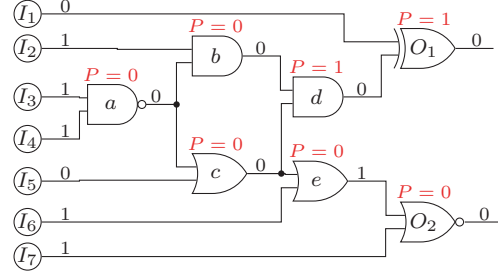 I1 0 P = 1
I2 1 P = 0 b 0 O1 0
P = 0 P = 1
I3 1 a 0 d 0
I4 1 P = 0 P = 0
I5 0 c 0 e 1 P = 0
I6 1 O2 0
I7 1